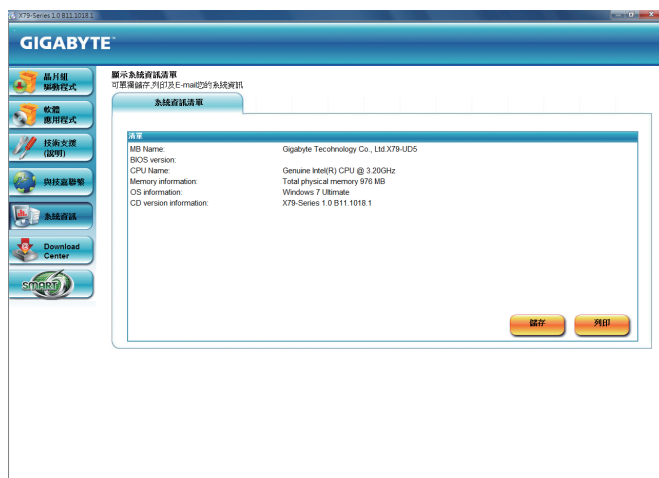 X79-Series 1.0 B11.1018.1
GIGABYTE™
晶片組
驅動程式
軟體
應用程式
技術支援
(說明)
與技嘉聯繫
系統資訊
Download
Center
SMART
顯示系統資訊清單
可單獨儲存,列印及E-mail您的系統資訊
系統資訊清單
清單
MB Name: Gigabyte Tecohnology Co., Ltd.X79-UD5
BIOS version:
CPU Name: Genuine Intel(R) CPU @ 3.20GHz
Memory information: Total physical memory 976 MB
OS information: Windows 7 Ultimate
CD version information: X79-Series 1.0 B11.1018.1
儲存 列印